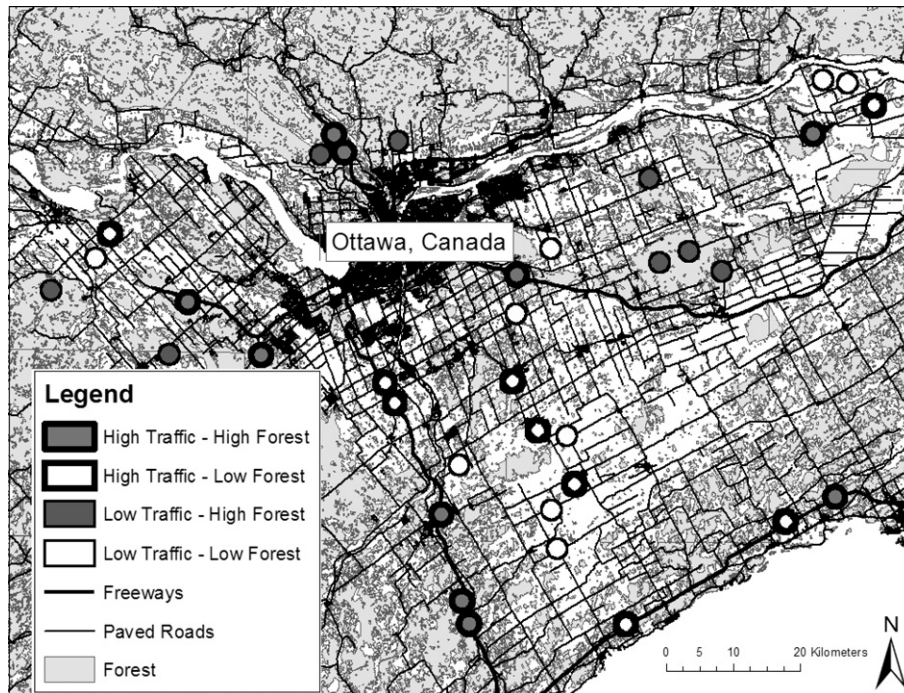 Ottawa, Canada
Legend
High Traffic - High Forest
High Traffic - Low Forest
Low Traffic - High Forest
Low Traffic - Low Forest
Freeways
Paved Roads
Forest
N
0 5 10 20 Kilometers